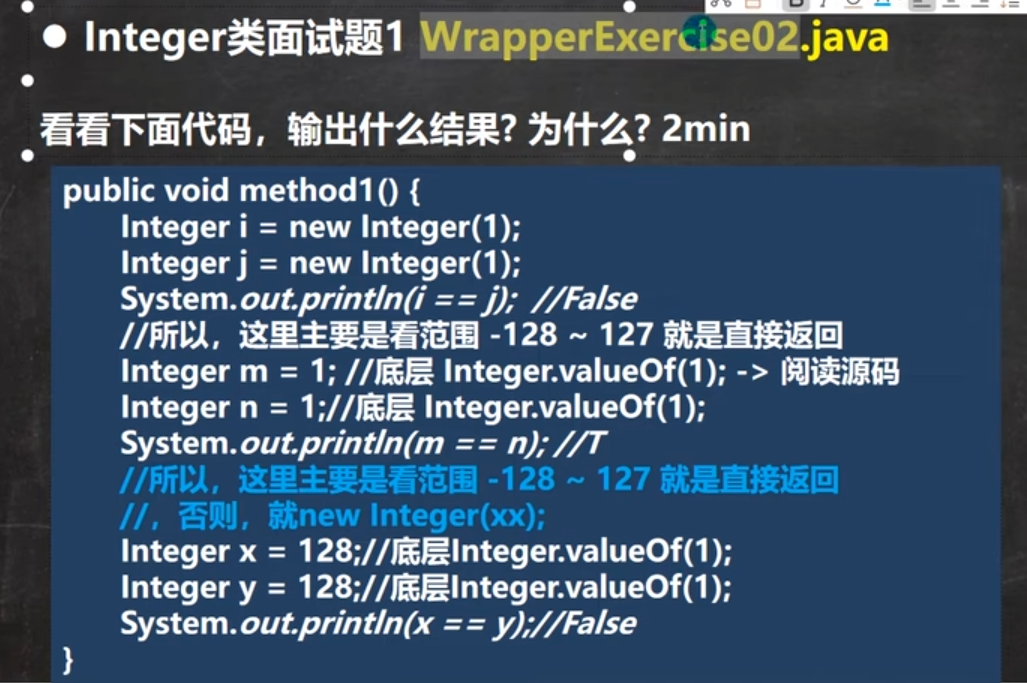 ● Integer类面试题1 WrapperExercise02.java
看看下面代码，输出什么结果? 为什么? 2min
public void method1() {
Integer i = new Integer(1);
Integer j = new Integer(1);
System.out.println(i == j);  //False
//所以，这里主要是看范围 -128 ~ 127 就是直接返回
Integer m = 1; //底层 Integer.valueOf(1); -> 阅读源码
Integer n = 1;//底层 Integer.valueOf(1);
System.out.println(m == n); //T
//所以，这里主要是看范围 -128 ~ 127 就是直接返回
//，否则，就new Integer(xx);
Integer x = 128;//底层Integer.valueOf(1);
Integer y = 128;//底层Integer.valueOf(1);
System.out.println(x == y);//False
}